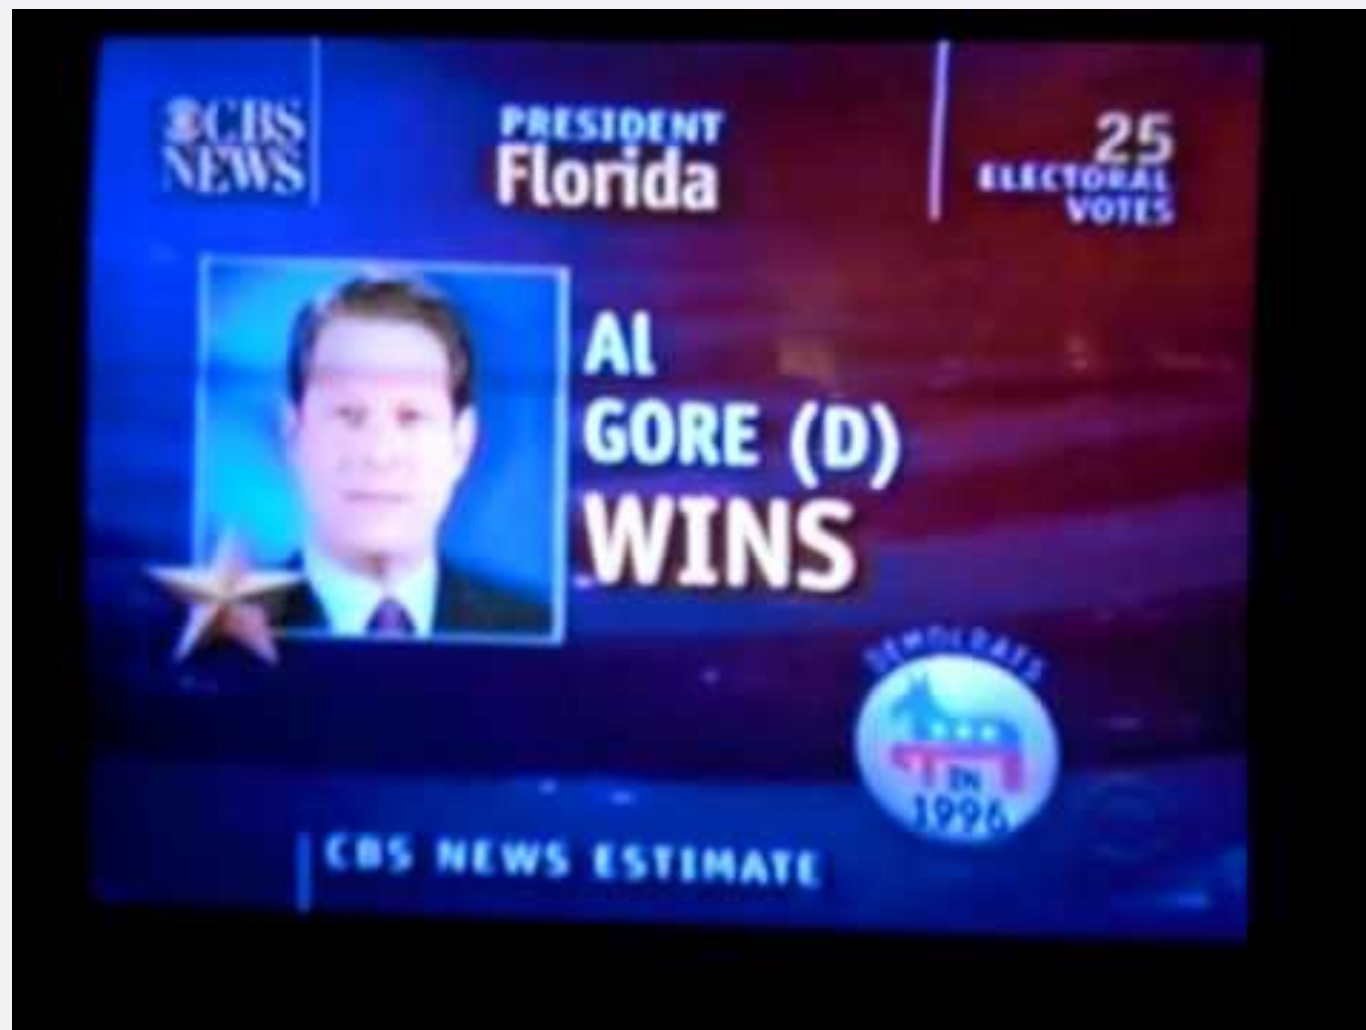 CBS
NEWS
PRESIDENT
Florida
25
ELECTORAL
VOTES
Al
GORE (D)
WINS
DEMOCRATS
IN
1996
CBS NEWS ESTIMATE